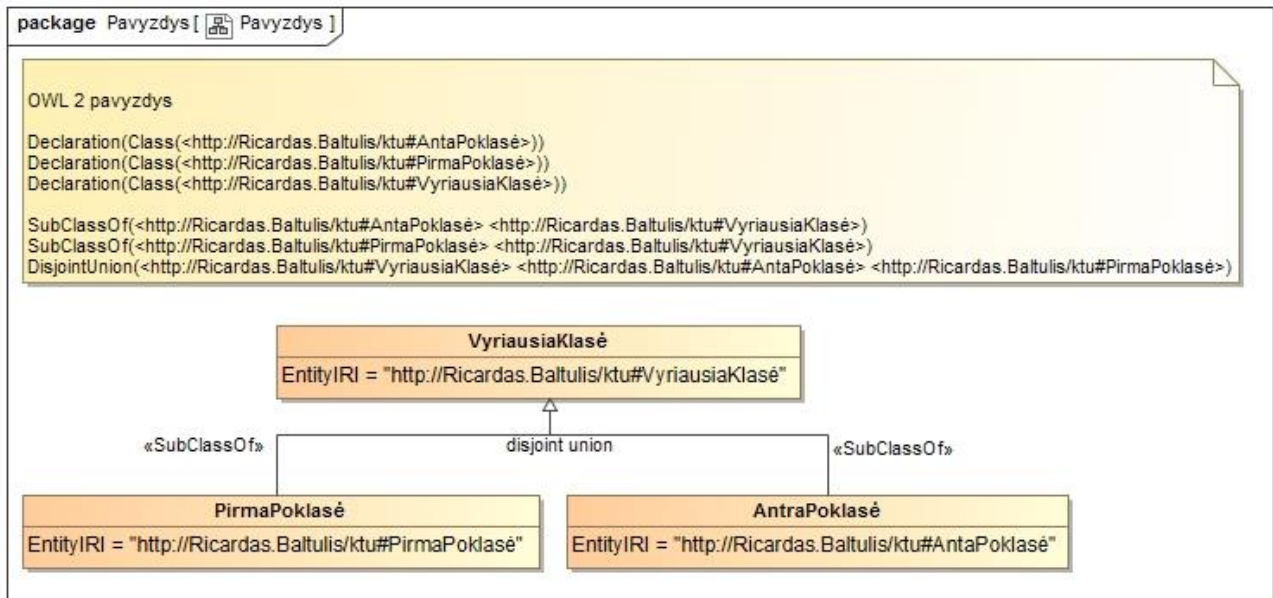 package Pavyzdys [ Pavyzdys ]
OWL 2 pavyzdys
Declaration(Class(<http://Ricardas.Baltulis/ktu#AntaPoklasė>))
Declaration(Class(<http://Ricardas.Baltulis/ktu#PirmaPoklasė>))
Declaration(Class(<http://Ricardas.Baltulis/ktu#VyriausiaKlasė>))
SubClassOf(<http://Ricardas.Baltulis/ktu#AntaPoklasė> <http://Ricardas.Baltulis/ktu#VyriausiaKlasė>)
SubClassOf(<http://Ricardas.Baltulis/ktu#PirmaPoklasė> <http://Ricardas.Baltulis/ktu#VyriausiaKlasė>)
DisjointUnion(<http://Ricardas.Baltulis/ktu#VyriausiaKlasė> <http://Ricardas.Baltulis/ktu#AntaPoklasė> <http://Ricardas.Baltulis/ktu#PirmaPoklasė>)
VyriausiaKlasė
EntityIRI = "http://Ricardas.Baltulis/ktu#VyriausiaKlasė"
«SubClassOf»
disjoint union
«SubClassOf»
PirmaPoklasė
EntityIRI = "http://Ricardas.Baltulis/ktu#PirmaPoklasė"
AntraPoklasė
EntityIRI = "http://Ricardas.Baltulis/ktu#AntaPoklasė"